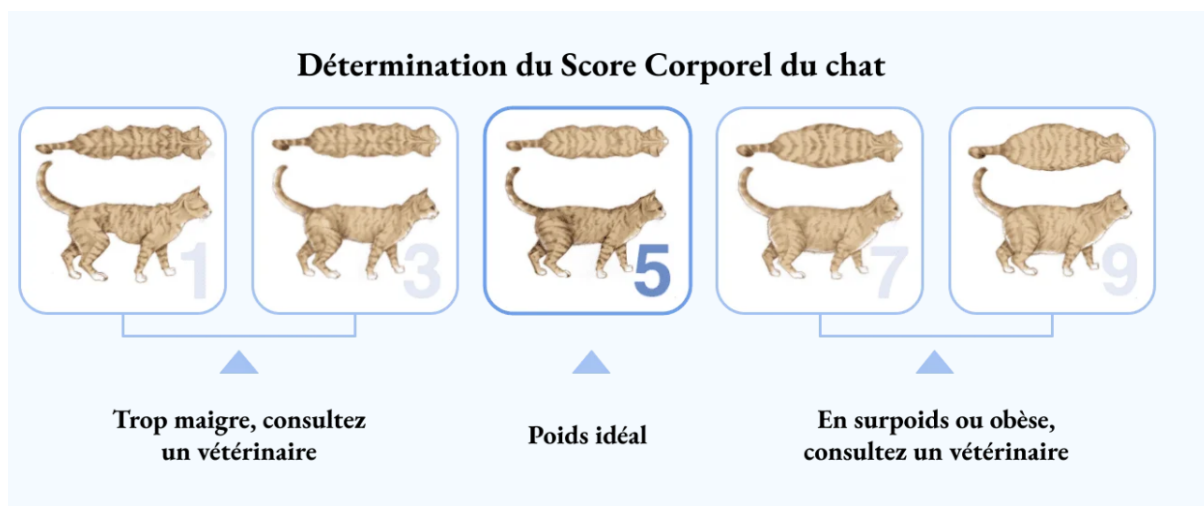 Détermination du Score Corporel du chat
1
3
5
7
9
Trop maigre, consultez
un vétérinaire
Poids idéal
En surpoids ou obèse,
consultez un vétérinaire